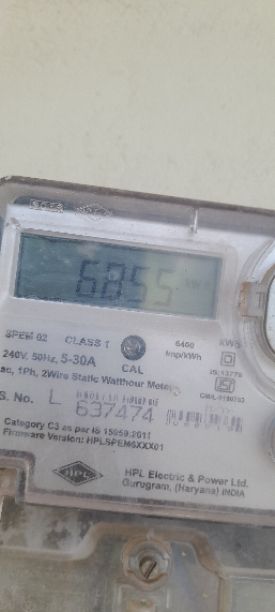 6855
SPEM 02 CLASS 1 6400 imp/kWh
240V, 50Hz, 5-30A CAL
ac, 1Ph, 2Wire Static Watthour Meter
S. No. L 637474
Category C3 as per IS 15959:2011
Firmware Version: HPLSPEM6XXX01
HPL
HPL Electric & Power Ltd.
Gurugram, (Haryana) INDIA